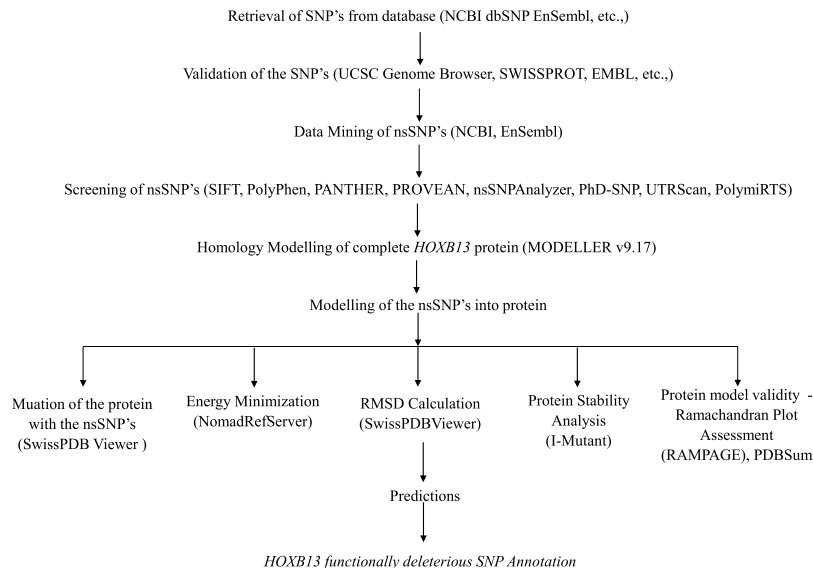 Retrieval of SNP's from database (NCBI dbSNP EnSembl, etc.,)
Validation of the SNP's (UCSC Genome Browser, SWISSPROT, EMBL, etc.,)
Data Mining of nsSNP's (NCBI, EnSembl)
Screening of nsSNP's (SIFT, PolyPhen, PANTHER, PROVEAN, nsSNPAnalyzer, PhD-SNP, UTRScan, PolymiRTS)
Homology Modelling of complete HOXB13 protein (MODELLER v9.17)
Modelling of the nsSNP's into protein
Muation of the protein
with the nsSNP's
(SwissPDB Viewer )
Energy Minimization
(NomadRefServer)
RMSD Calculation
(SwissPDBViewer)
Protein Stability
Analysis
(I-Mutant)
Protein model validity -
Ramachandran Plot
Assessment
(RAMPAGE), PDBSum
Predictions
HOXB13 functionally deleterious SNP Annotation